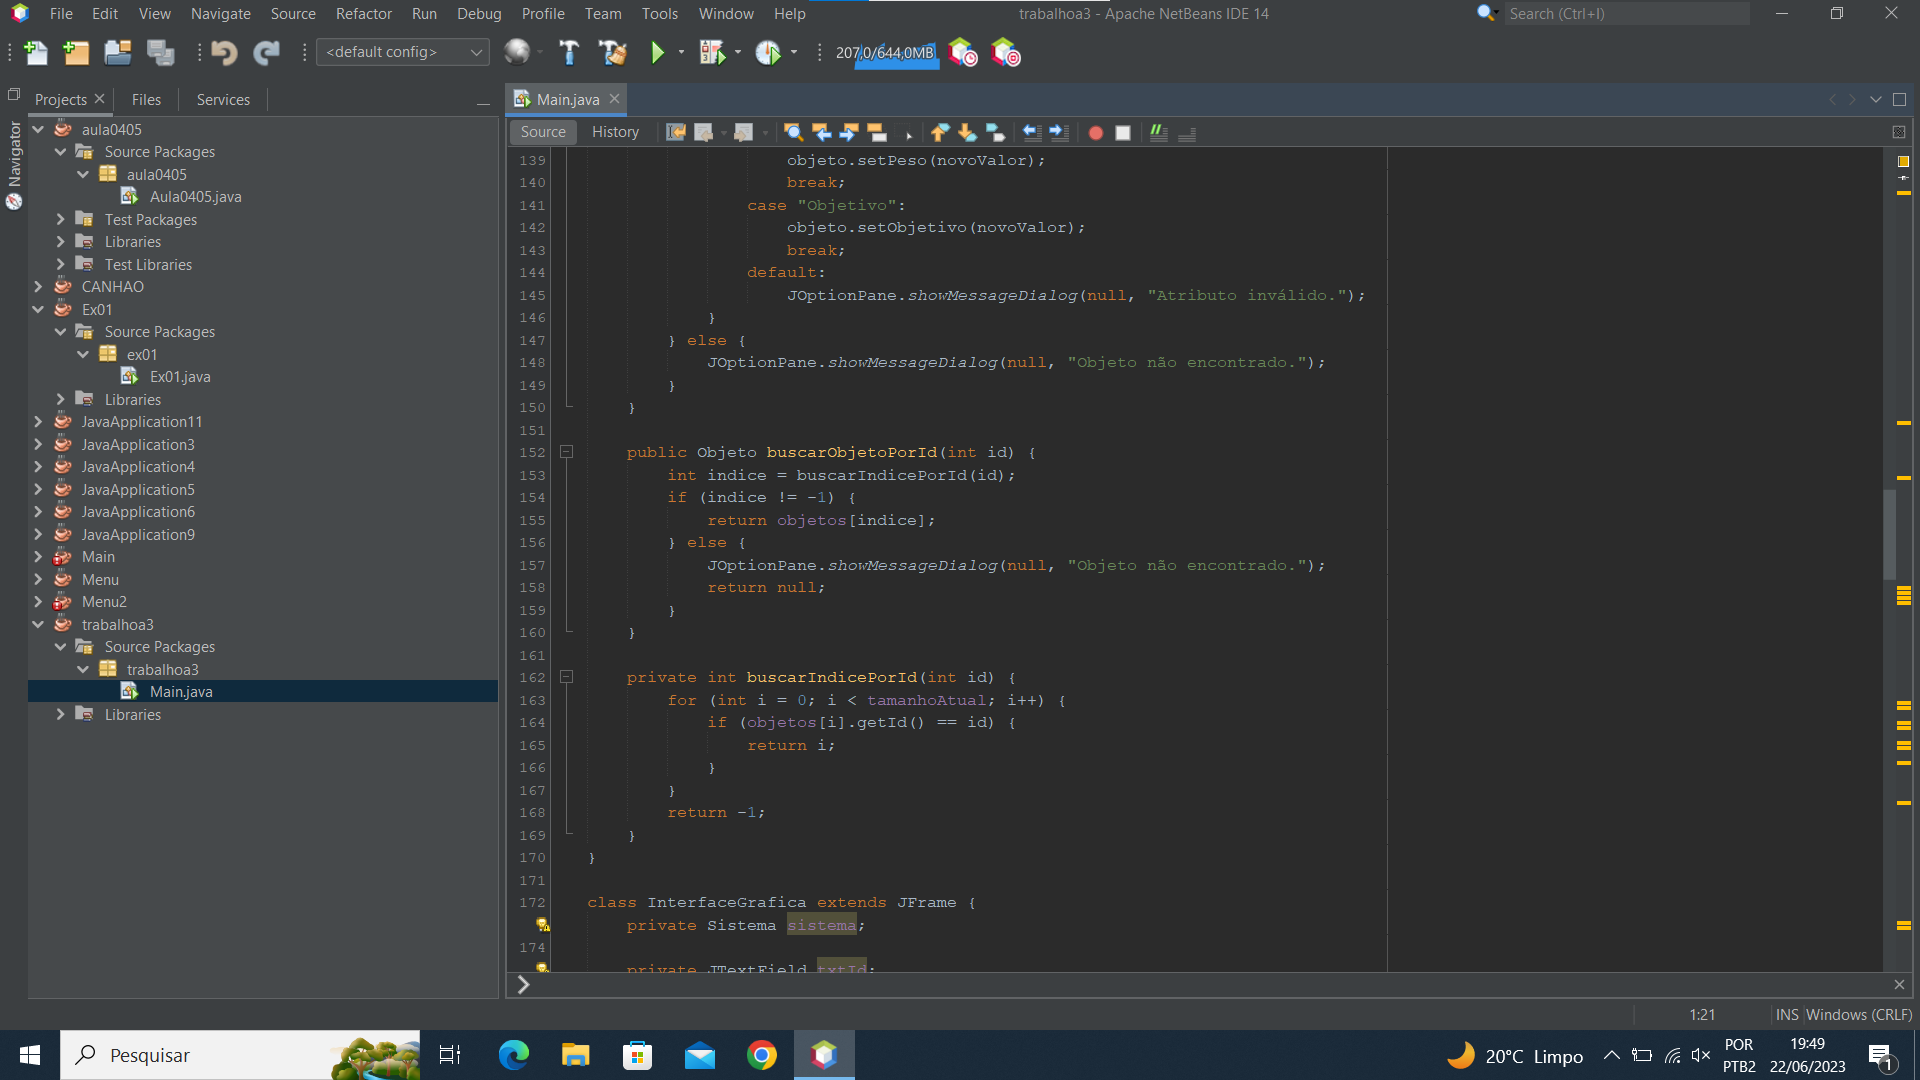 File Edit View Navigate Source Refactor Run Debug Profile Team Tools Window Help
trabalhoa3 - Apache NetBeans IDE 14
Search (Ctrl+I)
<default config>
207,0/644,0MB
Projects
Files
Services
Navigator
aula0405
Source Packages
aula0405
Aula0405.java
Test Packages
Libraries
Test Libraries
CANHAO
Ex01
Source Packages
ex01
Ex01.java
Libraries
JavaApplication11
JavaApplication3
JavaApplication4
JavaApplication5
JavaApplication6
JavaApplication9
Main
Menu
Menu2
trabalhoa3
Source Packages
trabalhoa3
Main.java
Libraries
Main.java
Source History
139 objeto.setPeso(novoValor);
140 break;
141 case "Objetivo":
142 objeto.setObjetivo(novoValor);
143 break;
144 default:
145 JOptionPane.showMessageDialog(null, "Atributo inválido.");
146 }
147 } else {
148 JOptionPane.showMessageDialog(null, "Objeto não encontrado.");
149 }
150 }
151
152 public Objeto buscarObjetoPorId(int id) {
153 int indice = buscarIndicePorId(id);
154 if (indice != -1) {
155 return objetos[indice];
156 } else {
157 JOptionPane.showMessageDialog(null, "Objeto não encontrado.");
158 return null;
159 }
160 }
161
162 private int buscarIndicePorId(int id) {
163 for (int i = 0; i < tamanhoAtual; i++) {
164 if (objetos[i].getId() == id) {
165 return i;
166 }
167 }
168 return -1;
169 }
170 }
171
172 class InterfaceGrafica extends JFrame {
private Sistema sistema;
174
private JTextField txtId;
1:21
INS
Windows (CRLF)
Pesquisar
20°C Limpo
POR
PTB2
19:49
22/06/2023
1